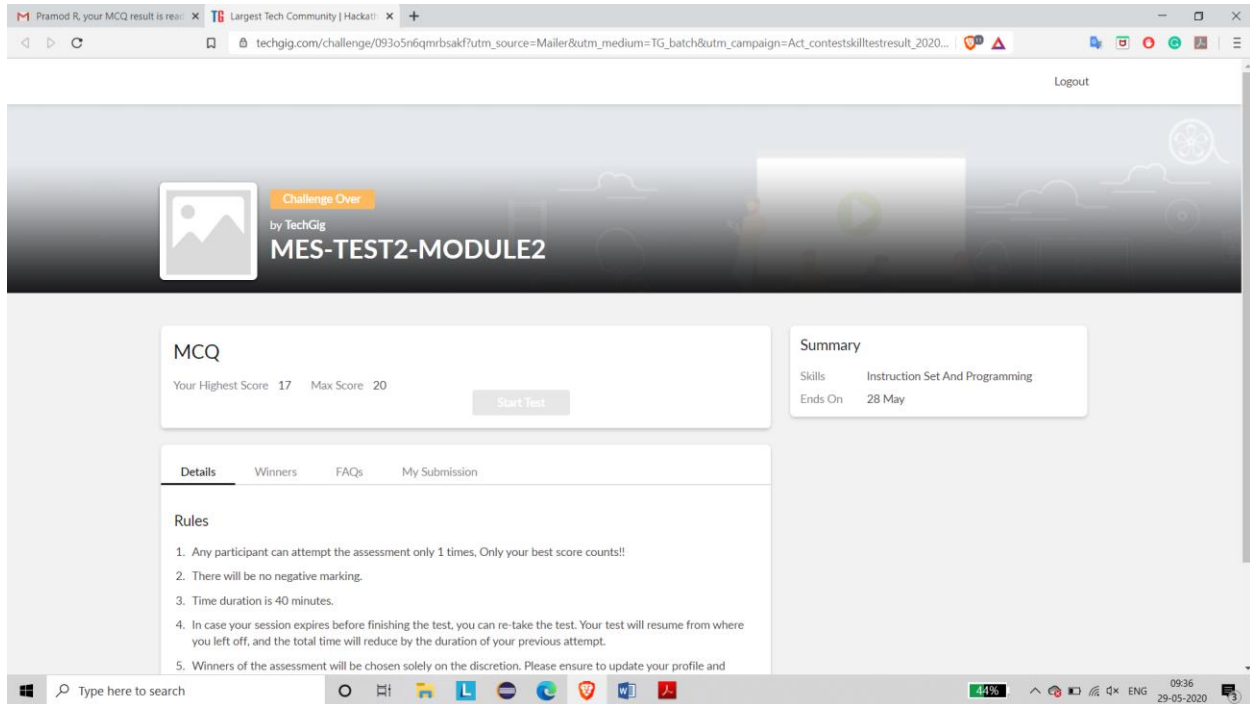 Pramod R, your MCQ result is read
TG Largest Tech Community | Hackath
techgig.com/challenge/093o5n6qmrbsakf?utm_source=Mailer&utm_medium=TG_batch&utm_campaign=Act_contestskilltestresult_2020...
Logout
Challenge Over
by TechGig
MES-TEST2-MODULE2
MCQ
Your Highest Score 17 Max Score 20
Start Test
Summary
Skills Instruction Set And Programming
Ends On 28 May
Details Winners FAQs My Submission
Rules
1. Any participant can attempt the assessment only 1 times, Only your best score counts!!
2. There will be no negative marking.
3. Time duration is 40 minutes.
4. In case your session expires before finishing the test, you can re-take the test. Your test will resume from where
you left off, and the total time will reduce by the duration of your previous attempt.
5. Winners of the assessment will be chosen solely on the discretion. Please ensure to update your profile and
Type here to search
44%
ENG
09:36
29-05-2020